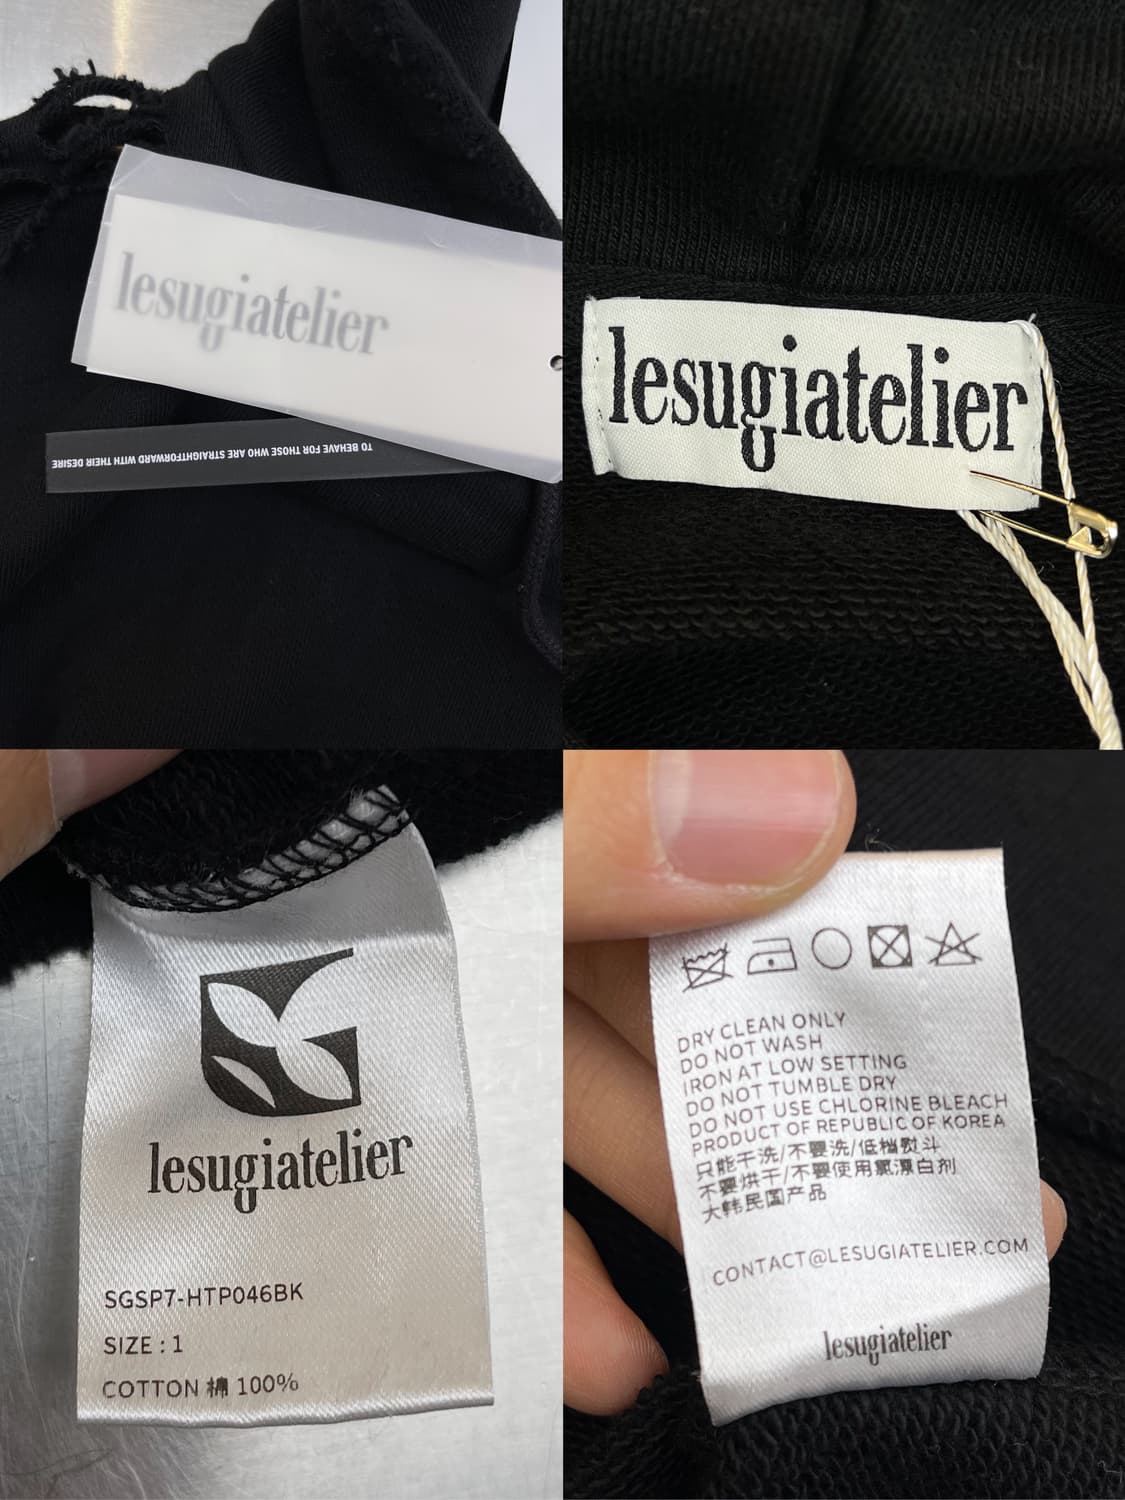 lesugiatelier
TO BEHAVE FOR THOSE WHO ARE STRAIGHTFORWARD WITH THEIR DESIRE
lesugiatelier
lesugiatelier
SGSP7-HTP046BK
SIZE : 1
COTTON 棉 100%
DRY CLEAN ONLY
DO NOT WASH
IRON AT LOW SETTING
DO NOT TUMBLE DRY
DO NOT USE CHLORINE BLEACH
PRODUCT OF REPUBLIC OF KOREA
只能干洗/不要洗/低档熨斗
不要烘干/不要使用氯漂白剂
大韩民国产品
CONTACT@LESUGIATELIER.COM
lesugiatelier